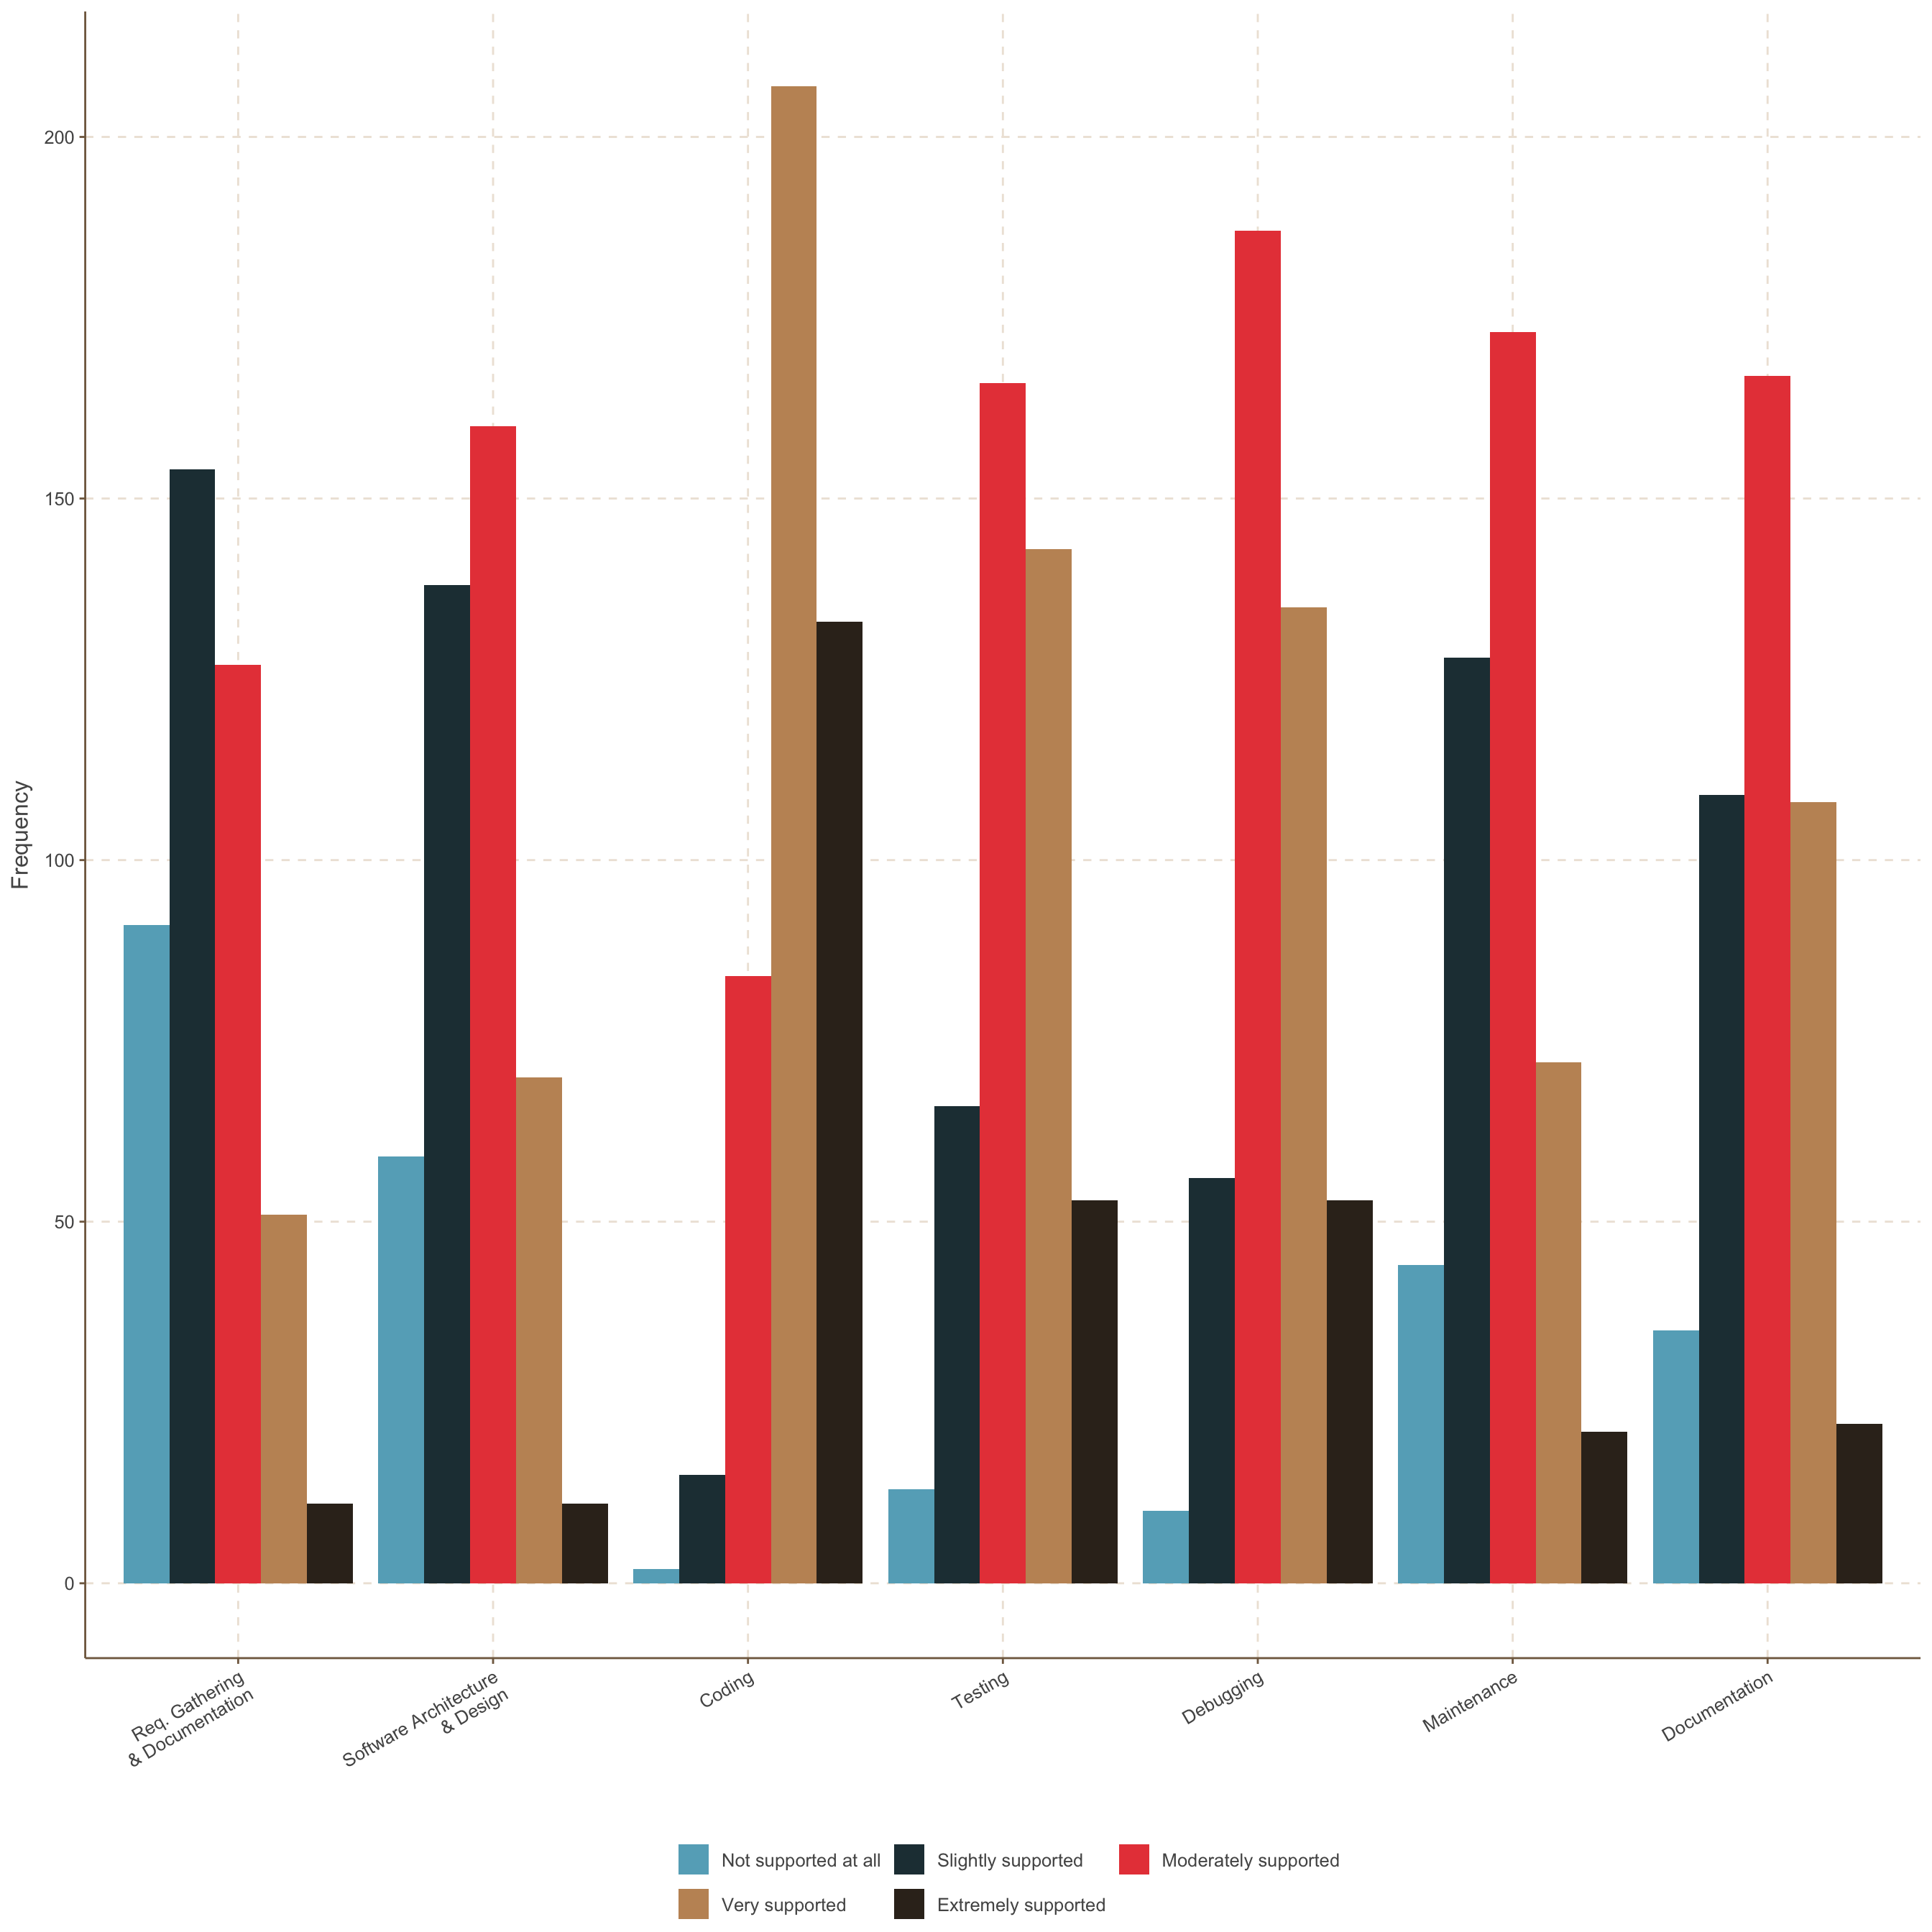 Frequency
200
150
100
50
0
Req. Gathering
& Documentation
Software Architecture
& Design
Coding
Testing
Debugging
Maintenance
Documentation
Not supported at all
Slightly supported
Moderately supported
Very supported
Extremely supported